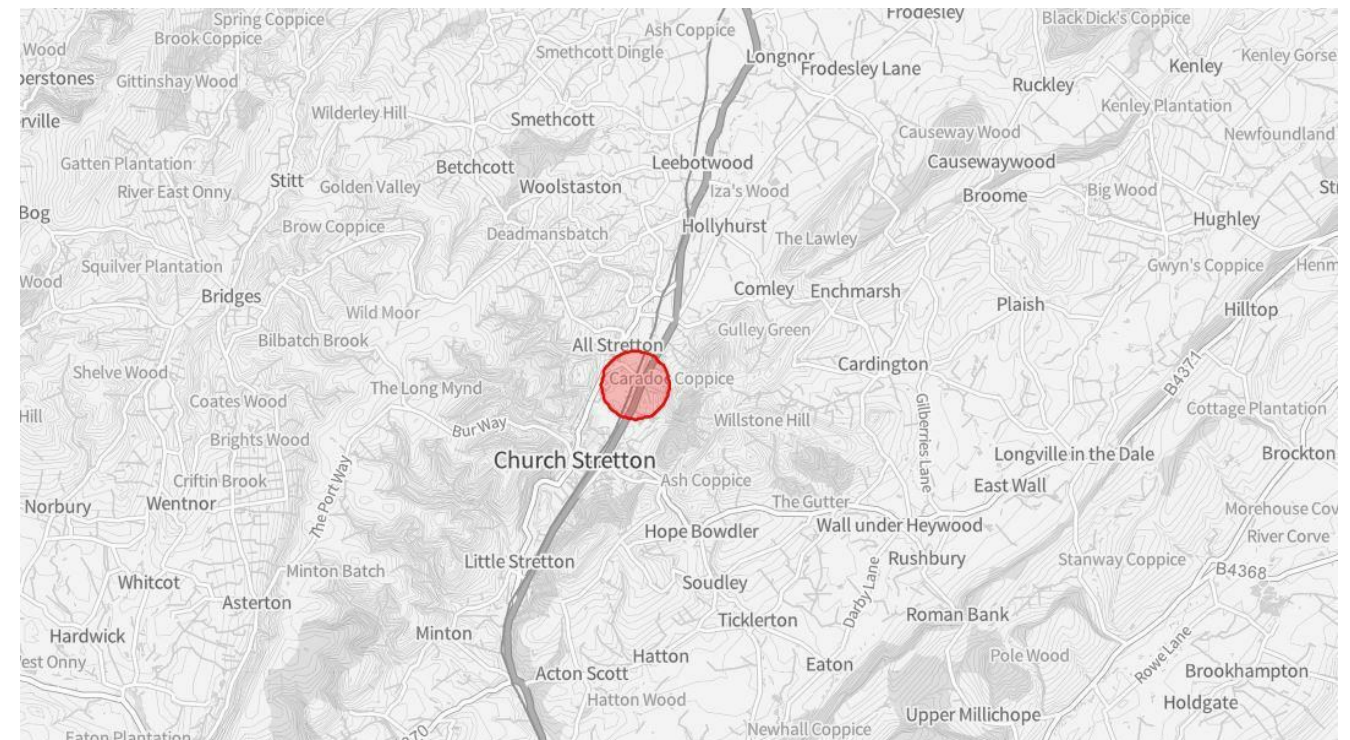 Spring Coppice
Ash Coppice
Frodesley
Black Dick's Coppice
Wood
Brook Coppice
Smethcott Dingle
Longnor
Frodesley Lane
Kenley
Kenley Gorse
perstones
Gittinshay Wood
Ruckley
Kenley Plantation
rville
Wilderley Hill
Smethcott
Causeway Wood
Newfoundland
Gatten Plantation
Betchcott
Leebotwood
Causewaywood
River East Onny
Stitt
Golden Valley
Woolstaston
Iza's Wood
Broome
Big Wood
St
Bog
Brow Coppice
Deadmansbatch
Hollyhurst
The Lawley
Hughley
Squilver Plantation
Gwyn's Coppice
Henm
Wood
Bridges
Wild Moor
Comley
Enchmarsh
Plaish
Hilltop
Bilbatch Brook
All Stretton
Gulley Green
Shelve Wood
The Long Mynd
Caradoc Coppice
Cardington
B4371
Hill
Coates Wood
Bur Way
Willstone Hill
Gilberries Lane
Cottage Plantation
Brights Wood
Church Stretton
Longville in the Dale
Brockton
Criftin Brook
The Port Way
Ash Coppice
East Wall
Norbury
Wentnor
The Gutter
Morehouse Cov
Hope Bowdler
Wall under Heywood
River Corve
Little Stretton
Rushbury
Stanway Coppice
B4368
Whitcot
Minton Batch
Soudley
Darby Lane
Asterton
Ticklerton
Roman Bank
Hardwick
Minton
est Onny
Hatton
Eaton
Pole Wood
Rowe Lane
Brookhampton
Acton Scott
Hatton Wood
Holdgate
Upper Millichope
Newhall Coppice
Eaton Plantation
370